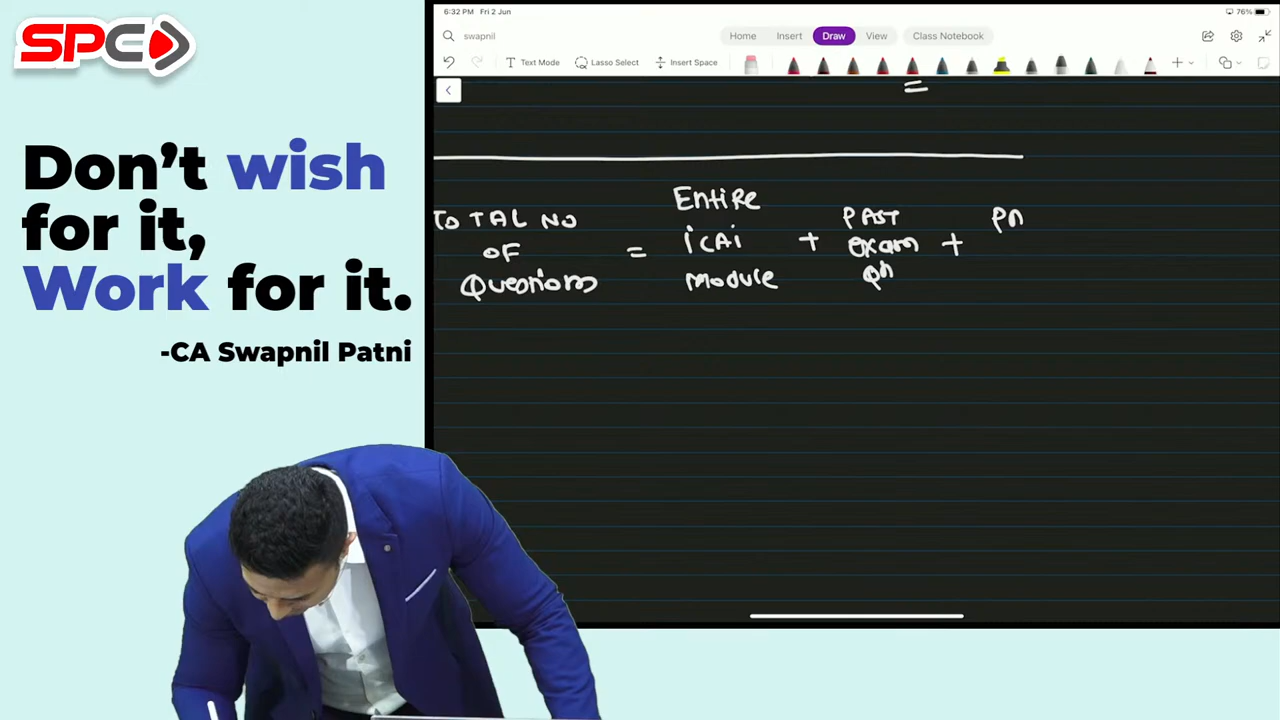 SPC
Don't wish
for it,
Work for it.
-CA Swapnil Patni
6:32 PM Fri 2 Jun
76%
swapnil
Home Insert Draw View Class Notebook
Text Mode Lasso Select Insert Space
=
TOTAL NO
OF
Questions
=
Entire
iCAi
Module
+
PAST
exam
Qn
+